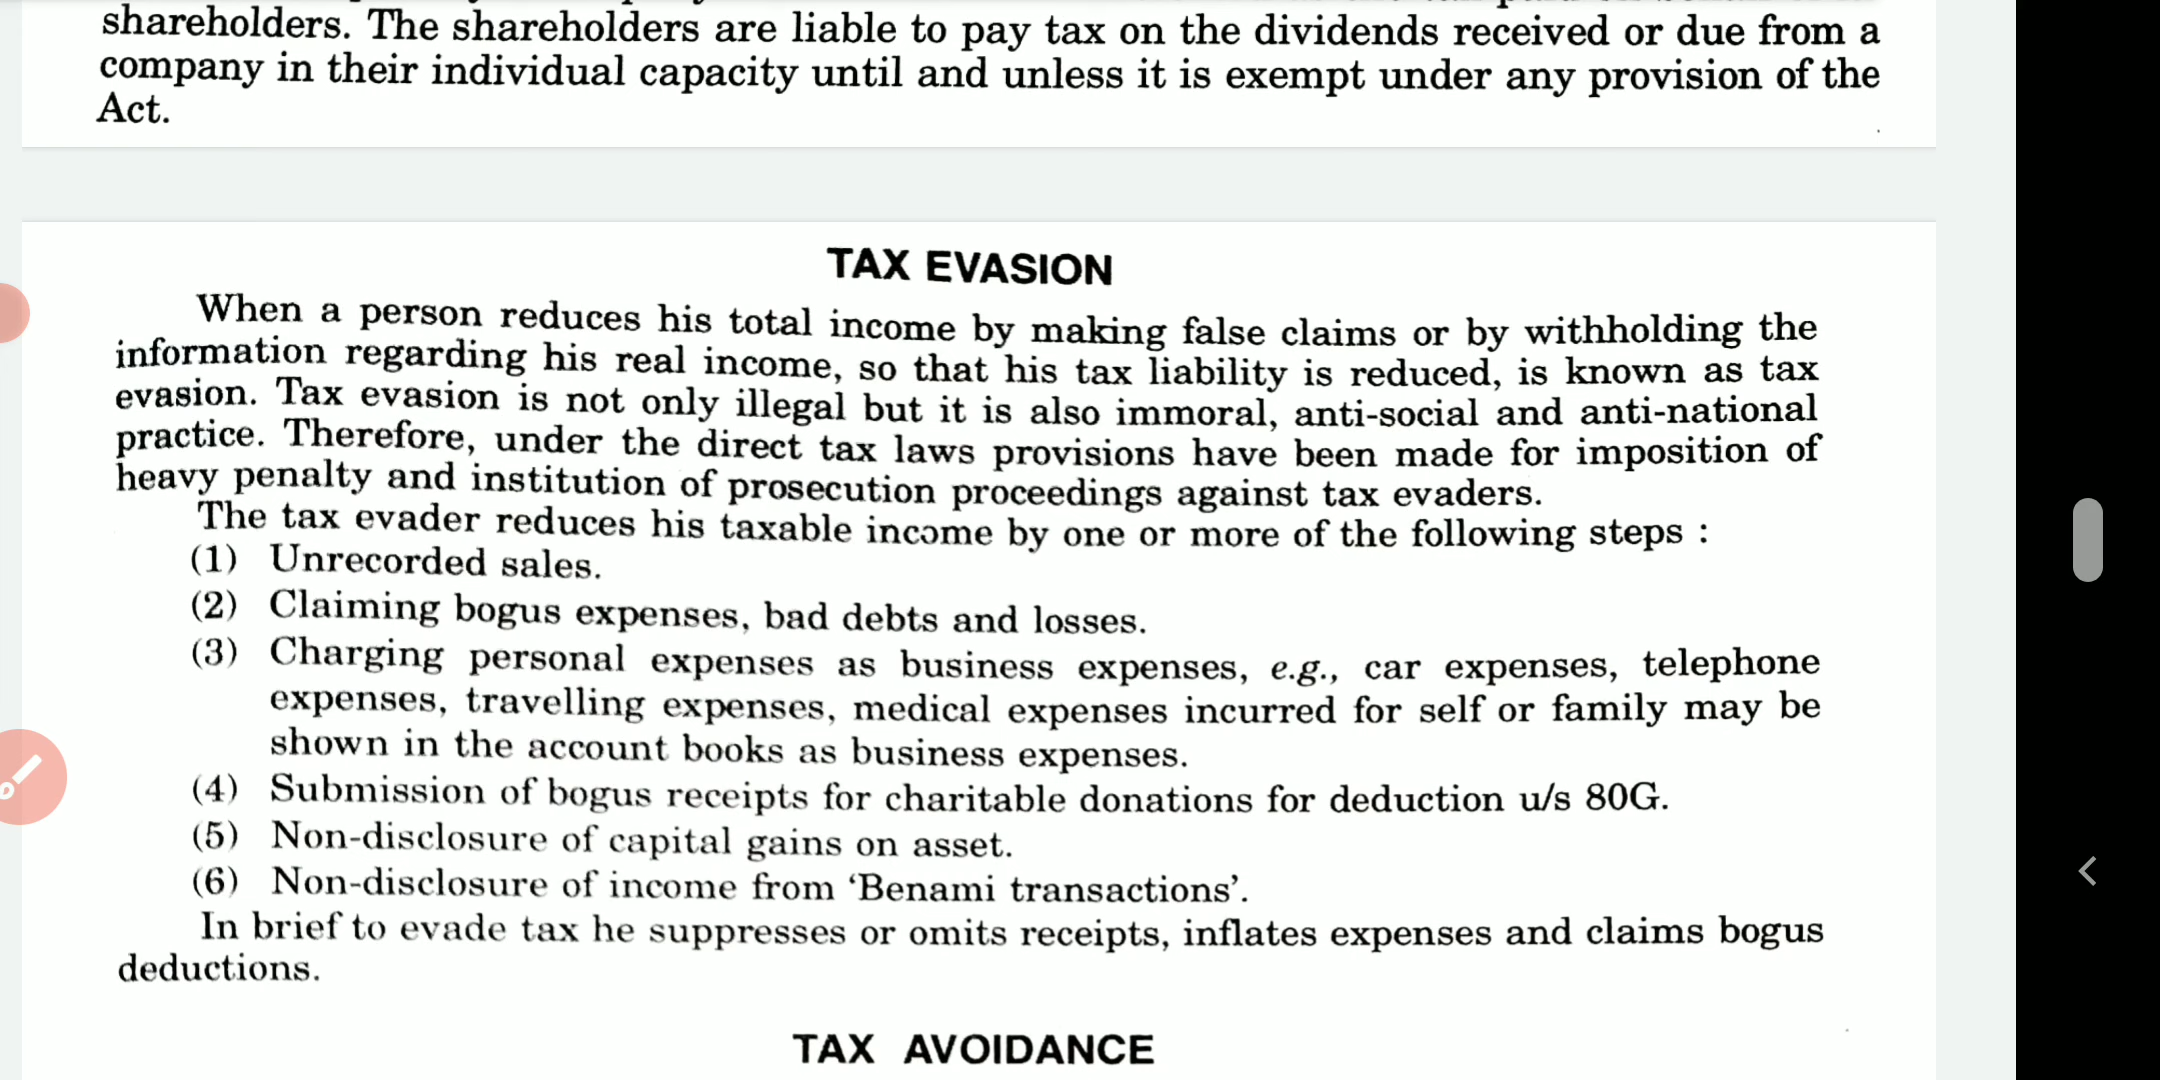 shareholders. The shareholders are liable to pay tax on the dividends received or due from a
company in their individual capacity until and unless it is exempt under any provision of the
Act.
TAX EVASION
When a person reduces his total income by making false claims or by withholding the
information regarding his real income, so that his tax liability is reduced, is known as tax
evasion. Tax evasion is not only illegal but it is also immoral, anti-social and anti-national
practice. Therefore, under the direct tax laws provisions have been made for imposition of
heavy penalty and institution of prosecution proceedings against tax evaders.
The tax evader reduces his taxable income by one or more of the following steps :
(1) Unrecorded sales.
(2) Claiming bogus expenses, bad debts and losses.
(3) Charging personal expenses as business expenses, e.g., car expenses, telephone
expenses, travelling expenses, medical expenses incurred for self or family may be
shown in the account books as business expenses.
(4) Submission of bogus receipts for charitable donations for deduction u/s 80G.
(5) Non-disclosure of capital gains on asset.
(6) Non-disclosure of income from ‘Benami transactions’.
In brief to evade tax he suppresses or omits receipts, inflates expenses and claims bogus
deductions.
TAX AVOIDANCE